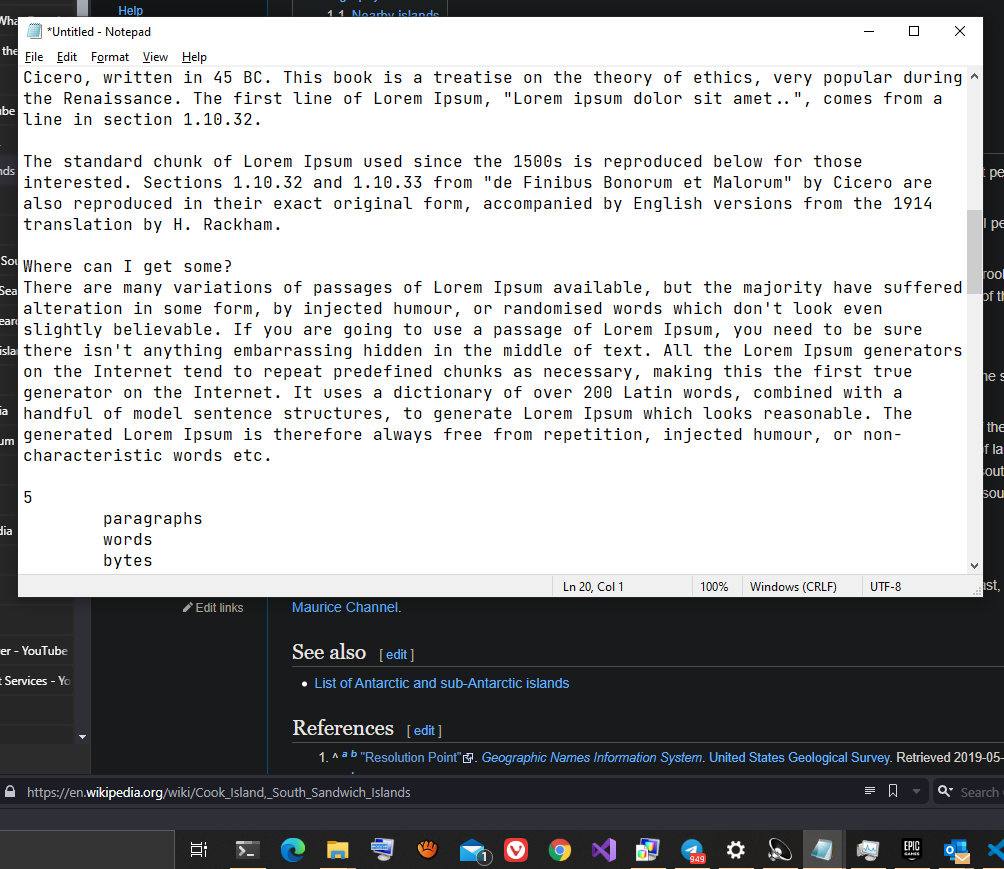 Help
1.1 Nearby islands
*Untitled - Notepad
File Edit Format View Help
Cicero, written in 45 BC. This book is a treatise on the theory of ethics, very popular during
the Renaissance. The first line of Lorem Ipsum, "Lorem ipsum dolor sit amet..", comes from a
line in section 1.10.32.
The standard chunk of Lorem Ipsum used since the 1500s is reproduced below for those
interested. Sections 1.10.32 and 1.10.33 from "de Finibus Bonorum et Malorum" by Cicero are
also reproduced in their exact original form, accompanied by English versions from the 1914
translation by H. Rackham.
Where can I get some?
There are many variations of passages of Lorem Ipsum available, but the majority have suffered
alteration in some form, by injected humour, or randomised words which don't look even
slightly believable. If you are going to use a passage of Lorem Ipsum, you need to be sure
there isn't anything embarrassing hidden in the middle of text. All the Lorem Ipsum generators
on the Internet tend to repeat predefined chunks as necessary, making this the first true
generator on the Internet. It uses a dictionary of over 200 Latin words, combined with a
handful of model sentence structures, to generate Lorem Ipsum which looks reasonable. The
generated Lorem Ipsum is therefore always free from repetition, injected humour, or non-
characteristic words etc.
5
paragraphs
words
bytes
Ln 20, Col 1 100% Windows (CRLF) UTF-8
Edit links
Maurice Channel.
See also [ edit ]
er - YouTube
t Services - Yo
List of Antarctic and sub-Antarctic islands
References [ edit ]
1. ^ a b "Resolution Point". Geographic Names Information System. United States Geological Survey. Retrieved 2019-05-
https://en.wikipedia.org/wiki/Cook_Island,_South_Sandwich_Islands
Search
1
949
EPIC
GAMES